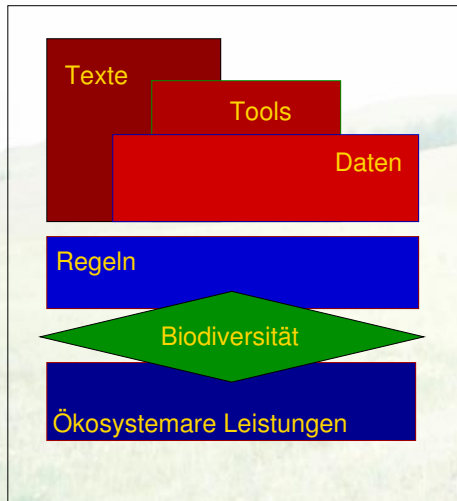 Texte
Tools
Daten
Regeln
Biodiversität
Ökosystemare Leistungen